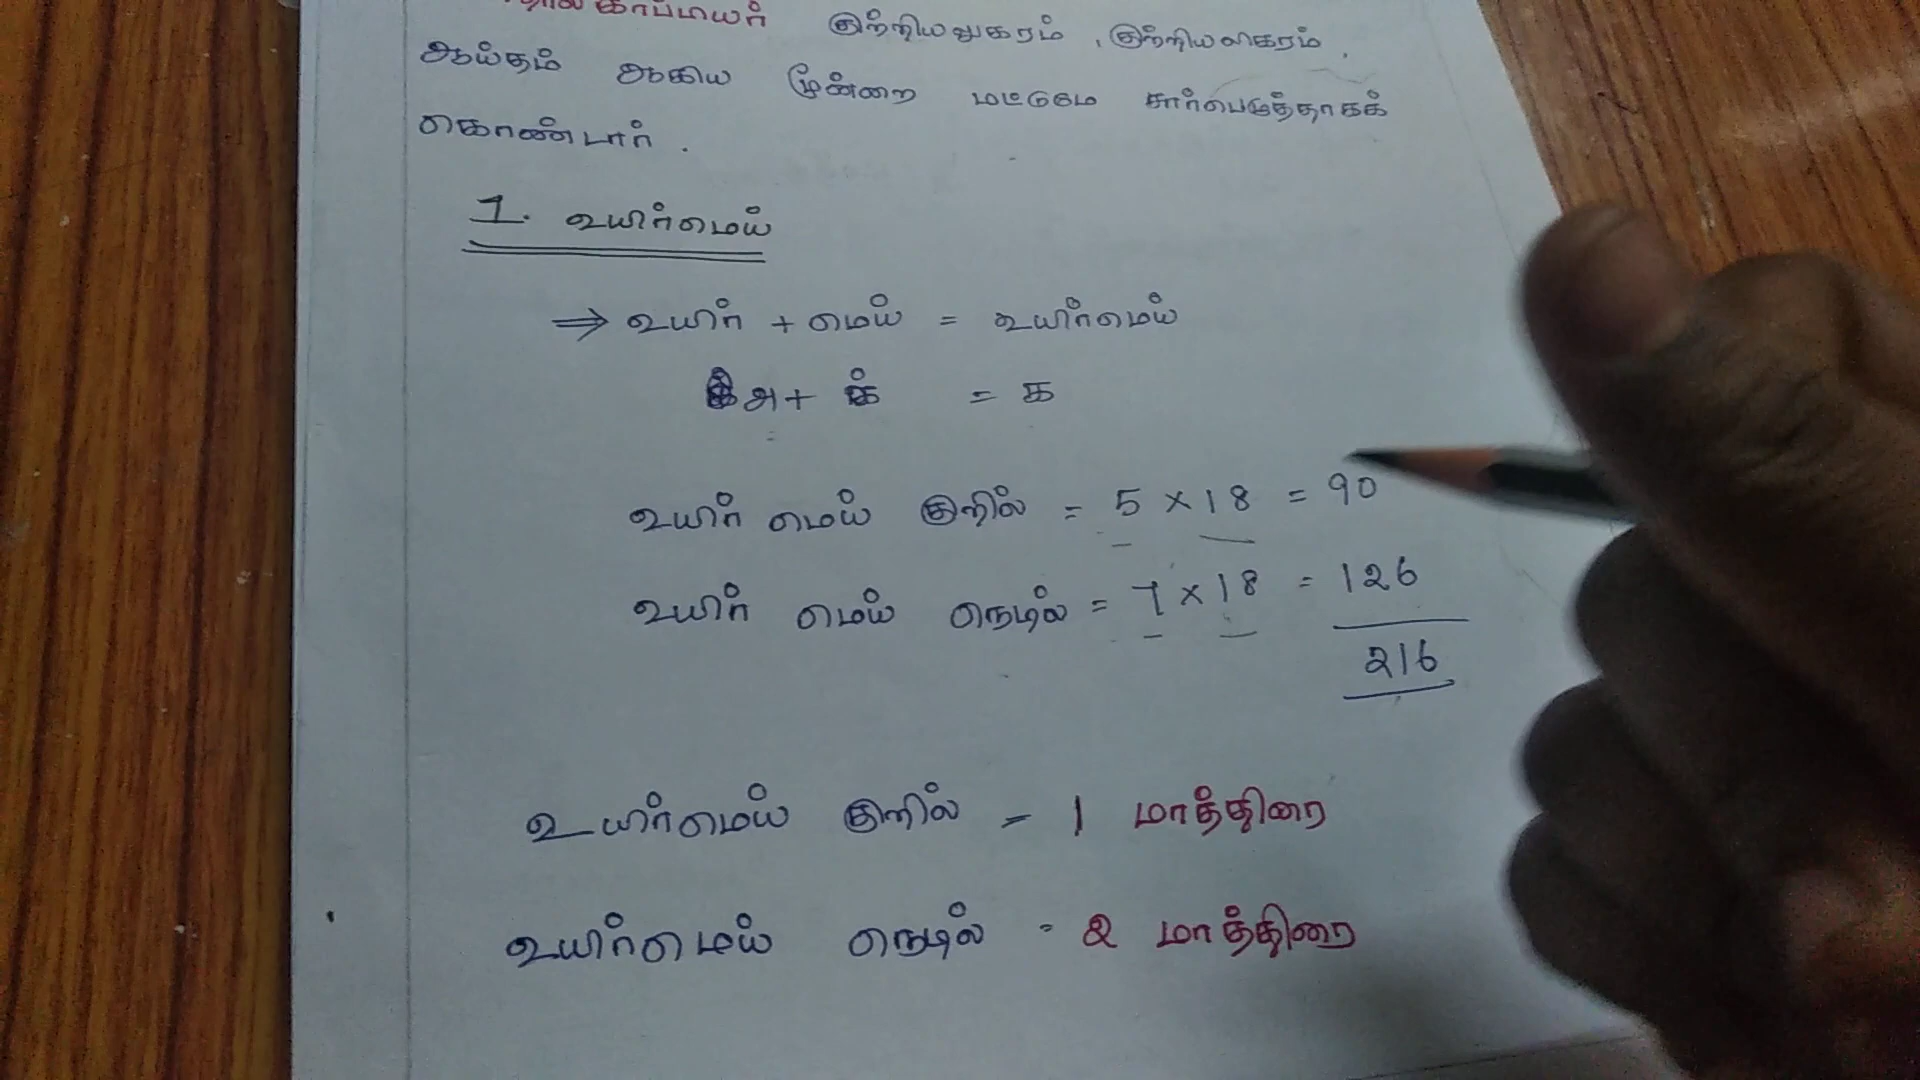 தொல்காப்பியர் குற்றியலுகரம், குற்றியலிகரம்,
ஆய்தம் ஆகிய மூன்றை மட்டுமே சார்பெழுத்தாகக்
கொண்டார்.
1. உயிர்மெய்
⇒ உயிர் + மெய் = உயிர்மெய்
அ + க் = க
உயிர் மெய் குறில் = 5 × 18 = 90
உயிர் மெய் நெடில் = 7 × 18 = 126
216
உயிர்மெய் குறில் = 1 மாத்திரை
உயிர்மெய் நெடில் - 2 மாத்திரை